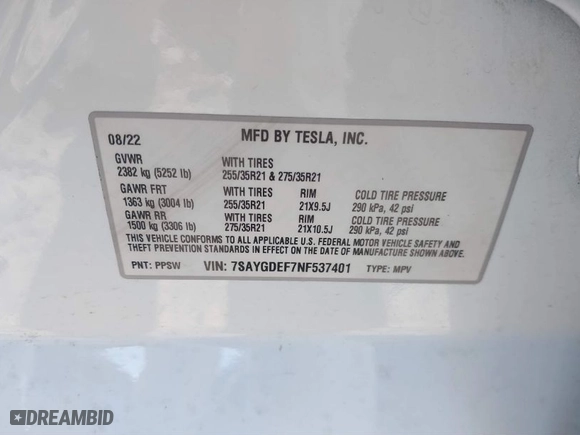 08/22 MFD BY TESLA, INC.
GVWR WITH TIRES
2382 kg (5252 lb) 255/35R21 & 275/35R21
GAWR FRT WITH TIRES RIM COLD TIRE PRESSURE
1363 kg (3004 lb) 255/35R21 21X9.5J 290 kPa, 42 psi
GAWR RR WITH TIRES RIM COLD TIRE PRESSURE
1500 kg (3306 lb) 275/35R21 21X10.5J 290 kPa, 42 psi
THIS VEHICLE CONFORMS TO ALL APPLICABLE U.S. FEDERAL MOTOR VEHICLE SAFETY AND
THEFT PREVENTION STANDARDS IN EFFECT ON THE DATE OF MANUFACTURE SHOWN ABOVE.
PNT: PPSW VIN: 7SAYGDEF7NF537401 TYPE: MPV
DREAMBID